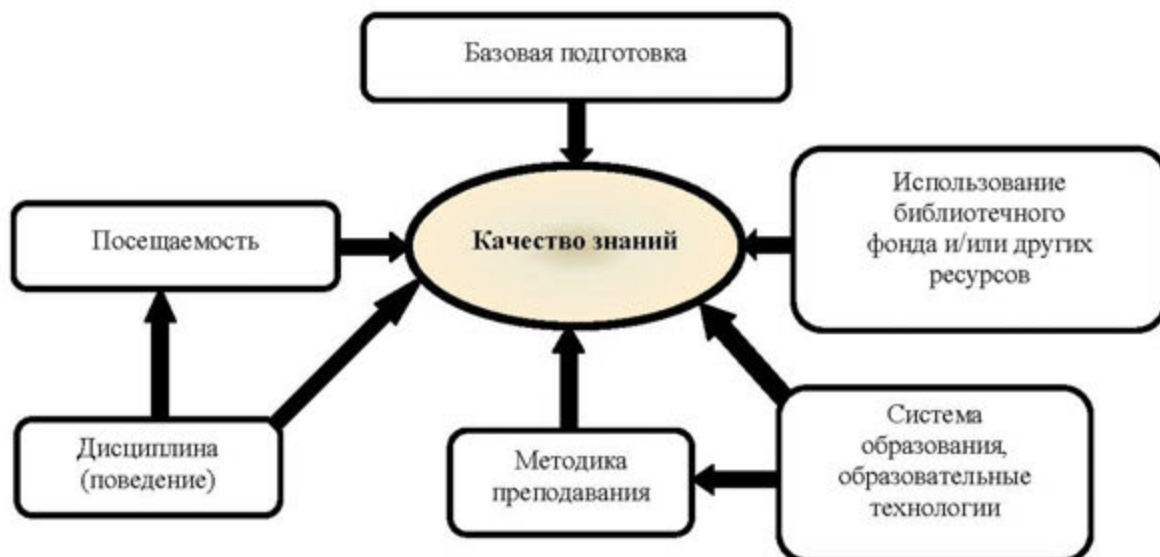 Базовая подготовка
Использование
библиотечного
фонда и/или других
ресурсов
Посещаемость
Качество знаний
Дисциплина
(поведение)
Методика
преподавания
Система
образования,
образовательные
технологии